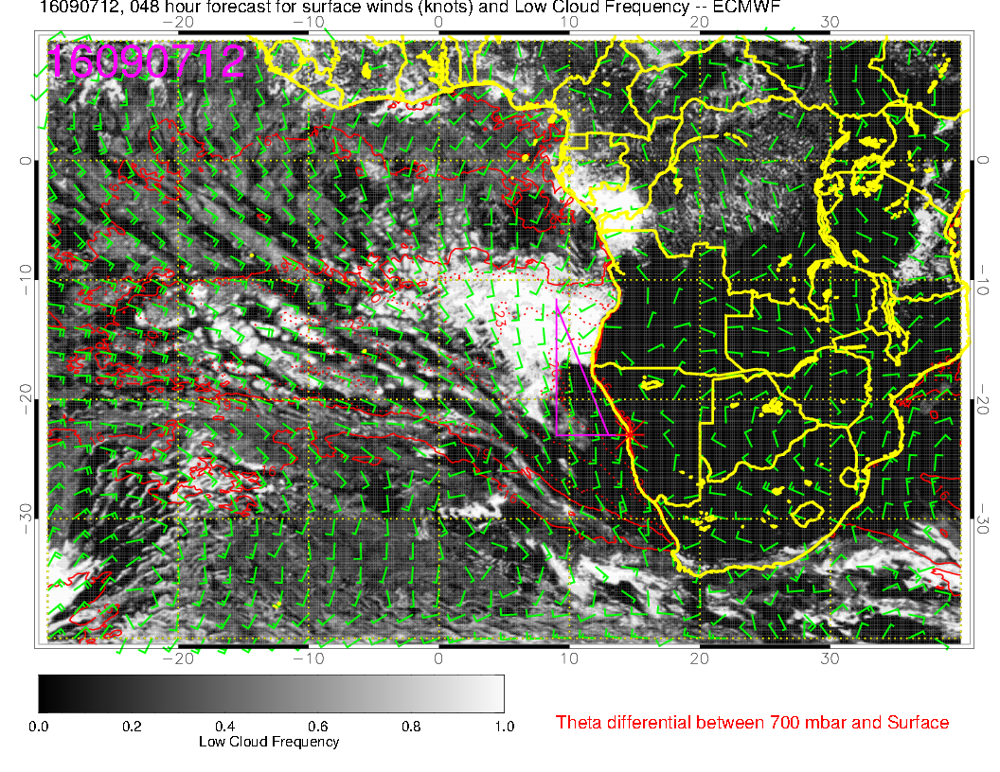 16090712, 048 hour forecast for surface winds (knots) and Low Cloud Frequency -- ECMWF
-20 -10 0 10 20 30
16090712
0 0
-10 -10
-20 -20
-30 -30
23
-20 -10 0 10 20 30
0.0 0.2 0.4 0.6 0.8 1.0
Low Cloud Frequency
Theta differential between 700 mbar and Surface